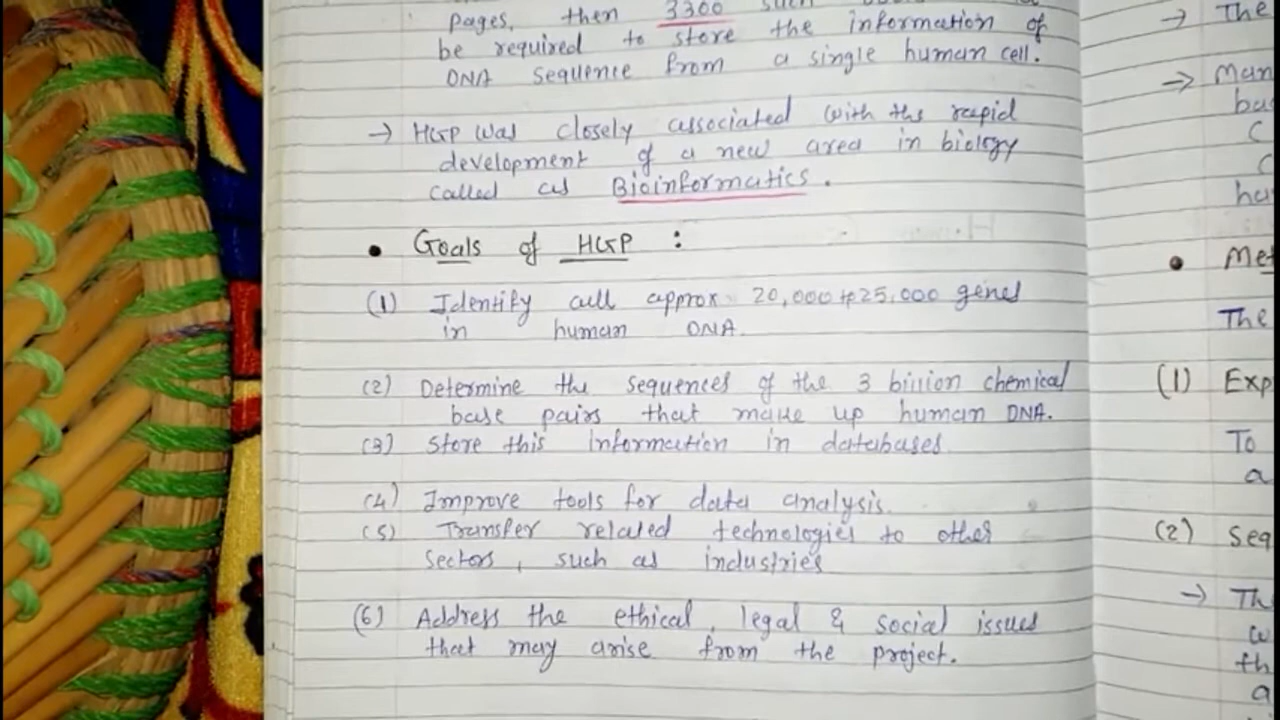 pages, then 3300 such
be required to store the information of
DNA sequence from a single human cell.
→ HGP was closely associated with the rapid
development of a new area in biology
called as Bioinformatics.
• Goals of HGP :
(1) Identify all approx. 20,000 to 25,000 genes
in human DNA.
(2) Determine the sequences of the 3 billion chemical
base pairs that make up human DNA.
(3) Store this information in databases
(4) Improve tools for data analysis.
(5) Transfer related technologies to other
sectors, such as industries
(6) Address the ethical, legal & social issues
that may arise from the project.
→ The
→ Man
ba
C
C
ha
• Met
The
(1) Exp
To
a
(2) Seq
→ Th
w
th
a